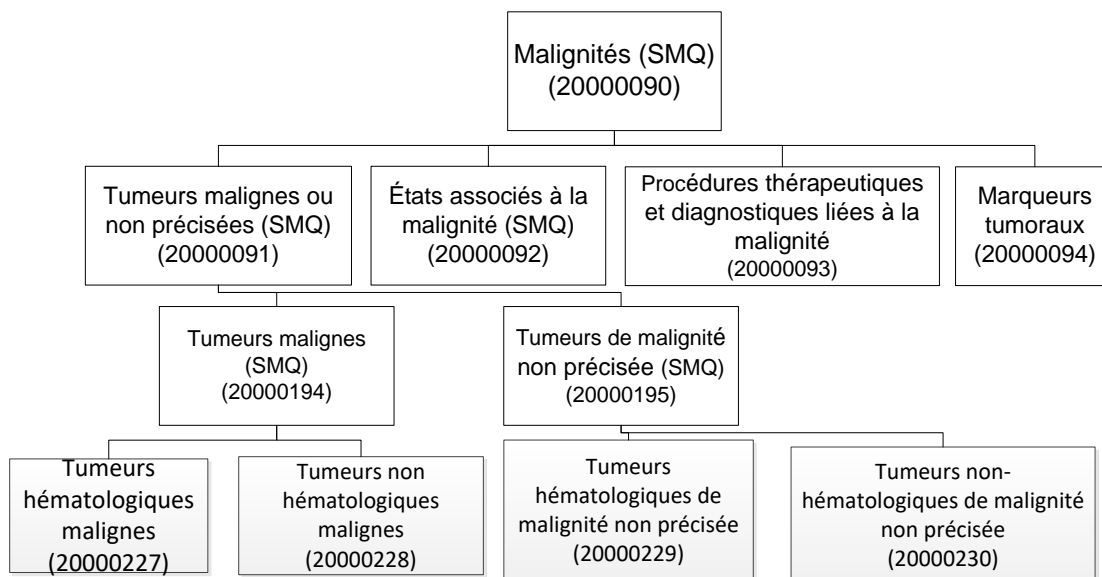 Malignités (SMQ)
(20000090)
Tumeurs malignes ou
non précisées (SMQ)
(20000091)
États associés à la
malignité (SMQ)
(20000092)
Procédures thérapeutiques
et diagnostiques liées à la
malignité
(20000093)
Marqueurs
tumoraux
(20000094)
Tumeurs malignes
(SMQ)
(20000194)
Tumeurs de malignité
non précisée (SMQ)
(20000195)
Tumeurs
hématologiques
malignes
(20000227)
Tumeurs non
hématologiques
malignes
(20000228)
Tumeurs
hématologiques de
malignité non précisée
(20000229)
Tumeurs non-
hématologiques de malignité
non précisée
(20000230)